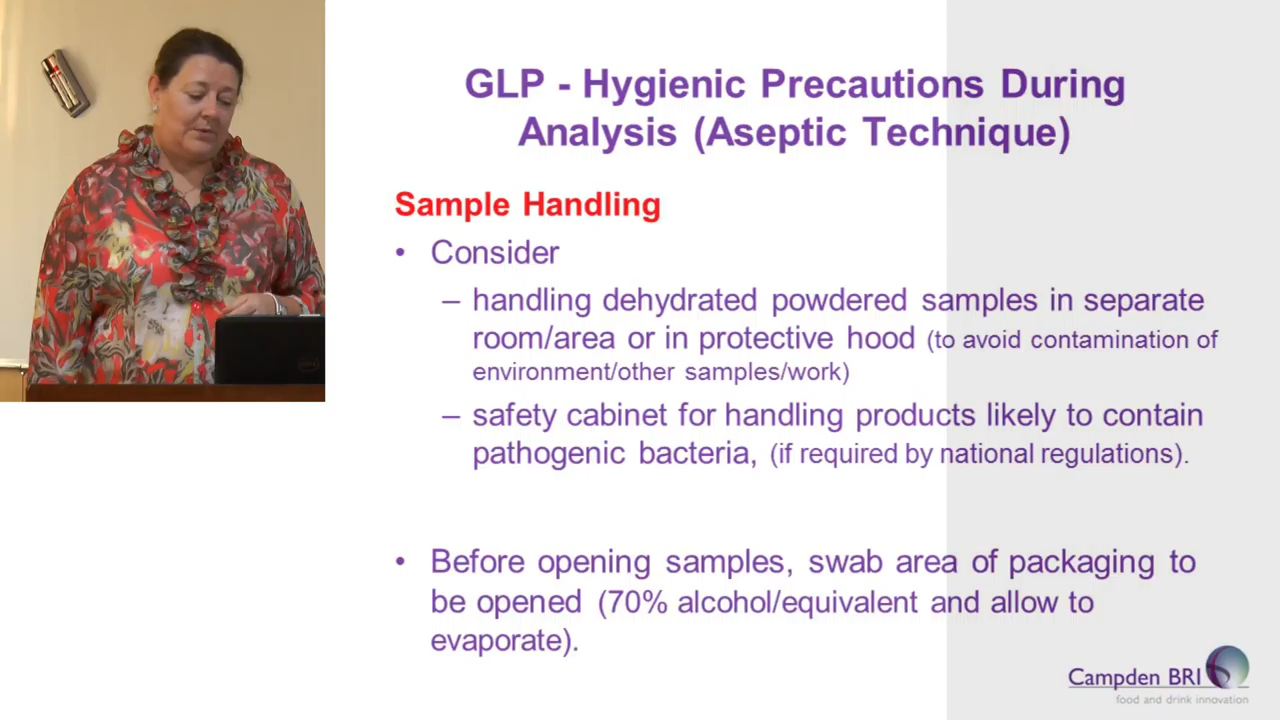 GLP - Hygienic Precautions During
Analysis (Aseptic Technique)
Sample Handling
• Consider
– handling dehydrated powdered samples in separate
room/area or in protective hood (to avoid contamination of
environment/other samples/work)
– safety cabinet for handling products likely to contain
pathogenic bacteria, (if required by national regulations).
• Before opening samples, swab area of packaging to
be opened (70% alcohol/equivalent and allow to
evaporate).
Campden BRI
food and drink innovation